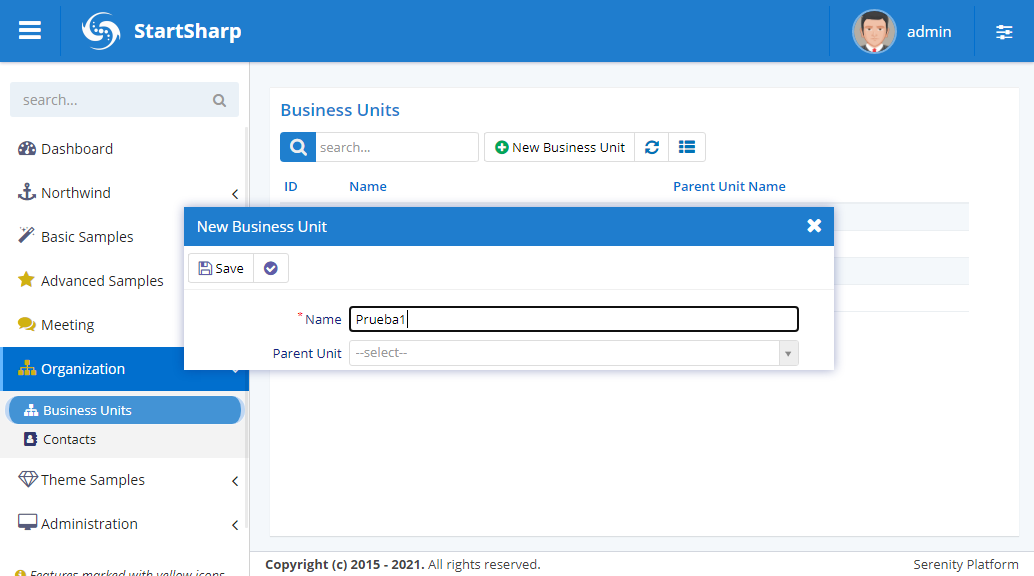 StartSharp
admin
search...
Dashboard
Northwind
Basic Samples
Advanced Samples
Meeting
Organization
Business Units
Contacts
Theme Samples
Administration
Features marked with yellow icons
Business Units
search...
New Business Unit
ID Name Parent Unit Name
New Business Unit
Save
* Name Prueba1
Parent Unit --select--
Copyright (c) 2015 - 2021. All rights reserved.
Serenity Platform